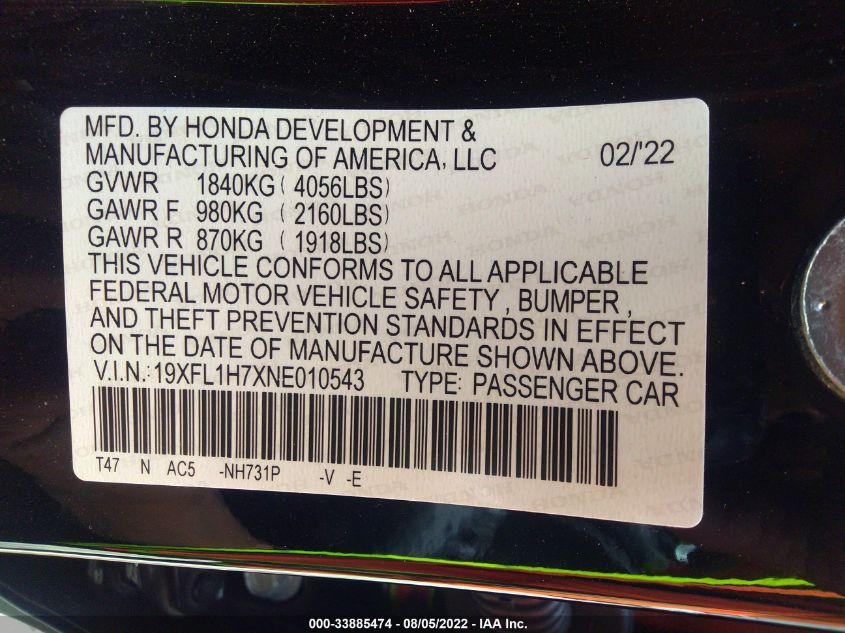 MFD. BY HONDA DEVELOPMENT &
MANUFACTURING OF AMERICA, LLC 02/'22
GVWR 1840KG ( 4056LBS)
GAWR F 980KG ( 2160LBS)
GAWR R 870KG ( 1918LBS)
THIS VEHICLE CONFORMS TO ALL APPLICABLE
FEDERAL MOTOR VEHICLE SAFETY , BUMPER ,
AND THEFT PREVENTION STANDARDS IN EFFECT
ON THE DATE OF MANUFACTURE SHOWN ABOVE.
V.I.N.: 19XFL1H7XNE010543 TYPE: PASSENGER CAR
T47 N AC5 -NH731P -V -E
000-33885474 - 08/05/2022 - IAA Inc.